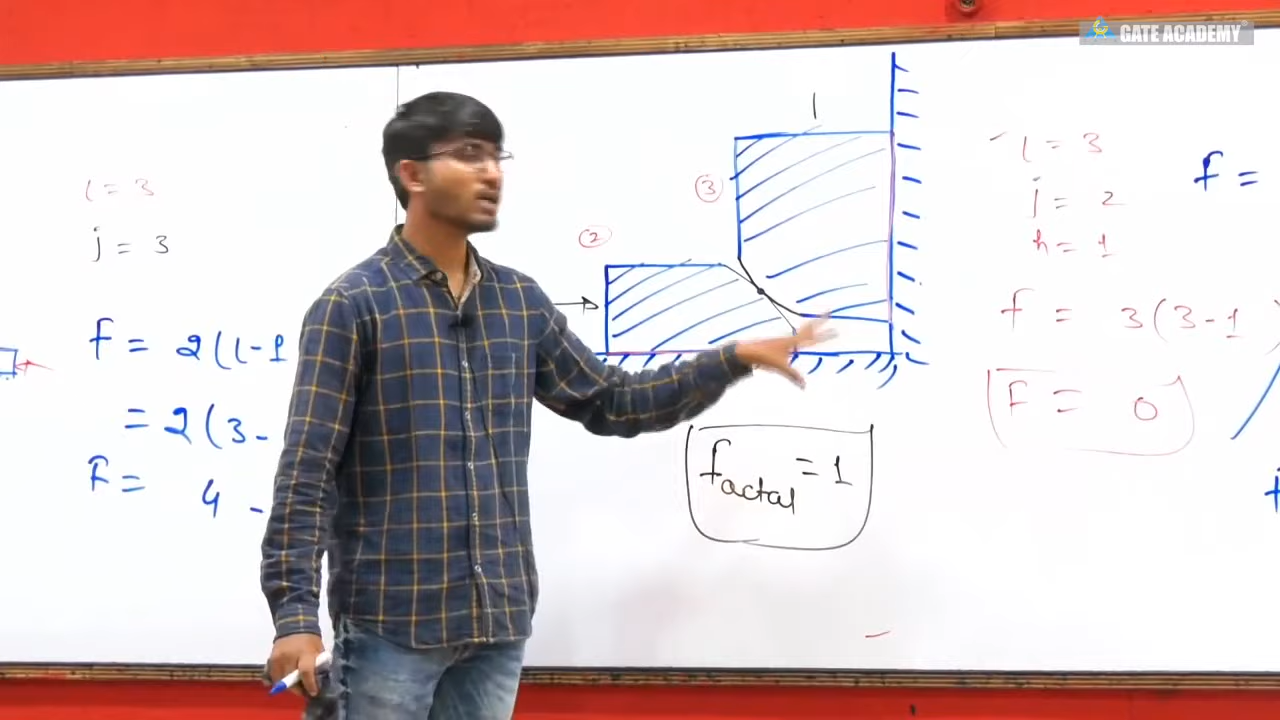 GATE ACADEMY
l = 3
j = 3
f = 2(l-1
= 2(3-
F = 4 -
1
3
2
factal = 1
l = 3
j = 2
h = 1
f = 3(3-1
F = 0
f =
f